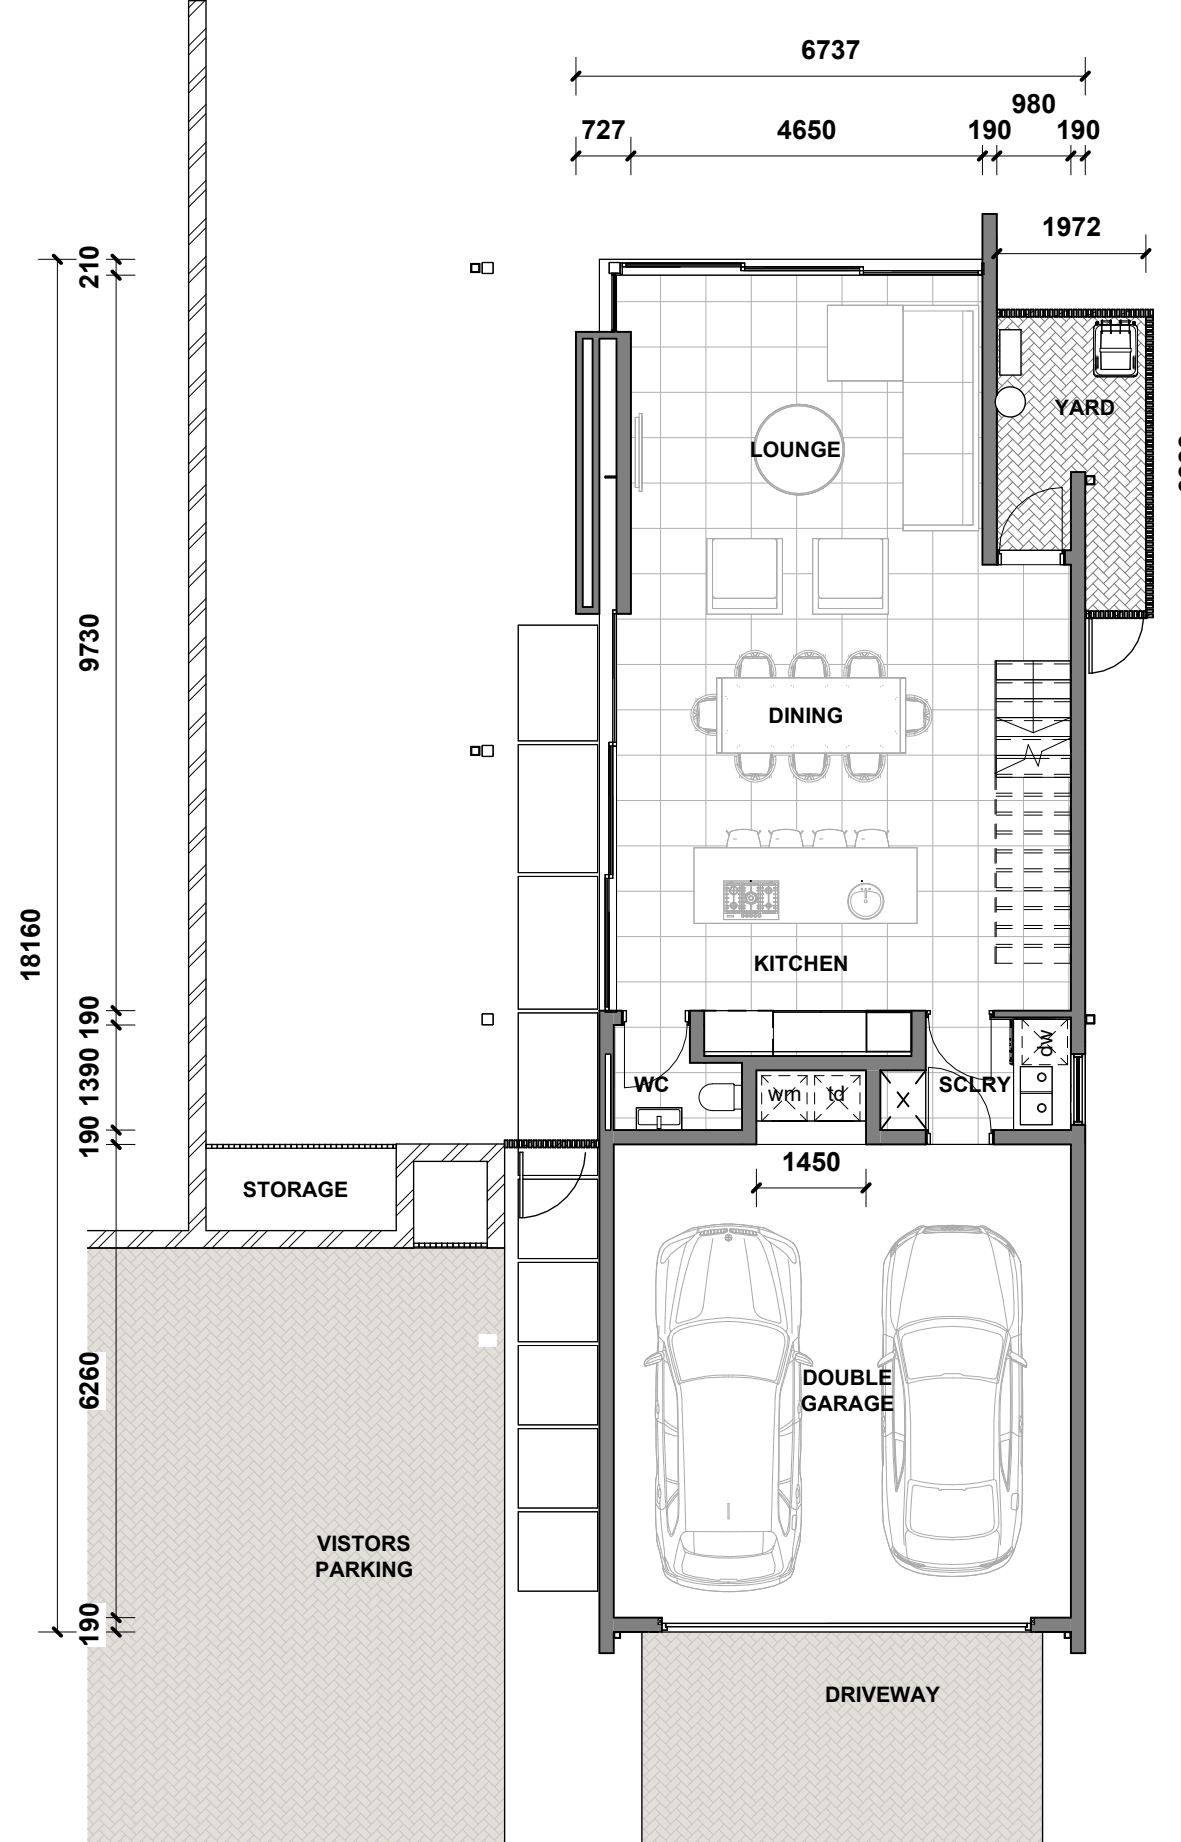 6737
980
727
4650
190
190
1972
210
YARD
LOUNGE
9730
DINING
18160
KITCHEN
190
dw
WC
wm
td
X
SCLRY
1390
190
1450
STORAGE
DOUBLE
GARAGE
6260
VISTORS
PARKING
190
DRIVEWAY